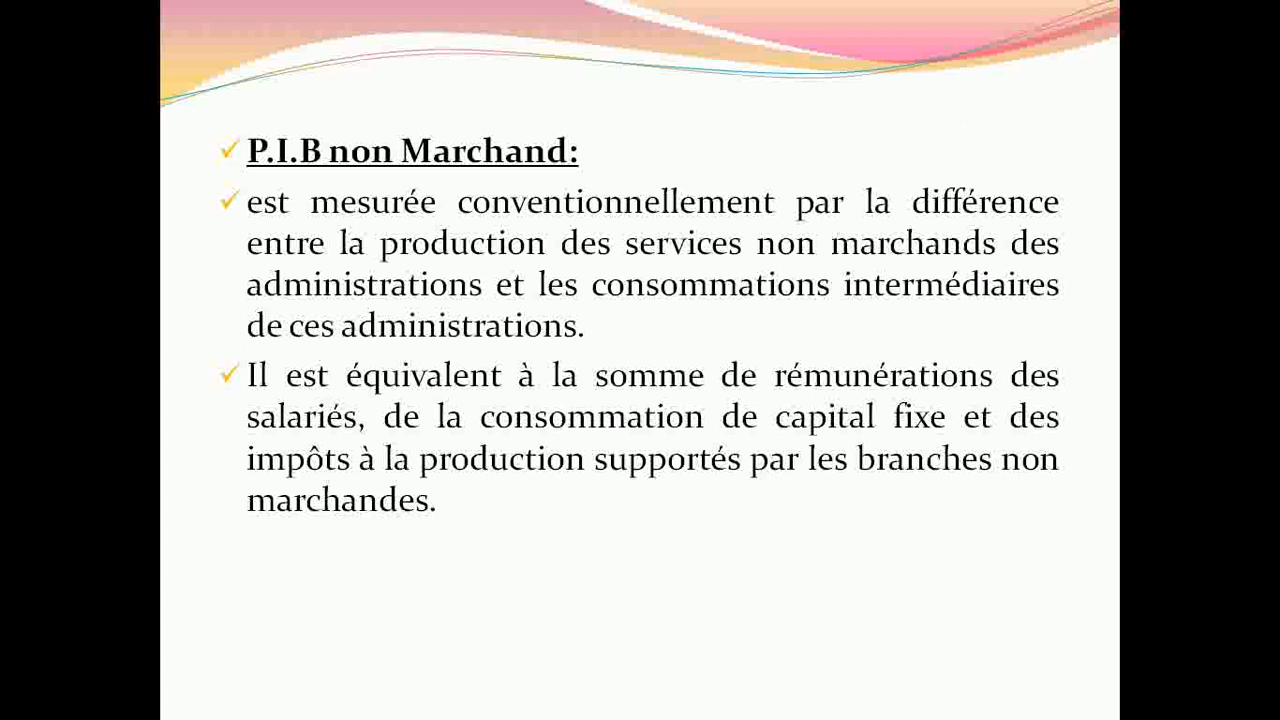 P.I.B non Marchand:
est mesurée conventionnellement par la différence
entre la production des services non marchands des
administrations et les consommations intermédiaires
de ces administrations.
Il est équivalent à la somme de rémunérations des
salariés, de la consommation de capital fixe et des
impôts à la production supportés par les branches non
marchandes.